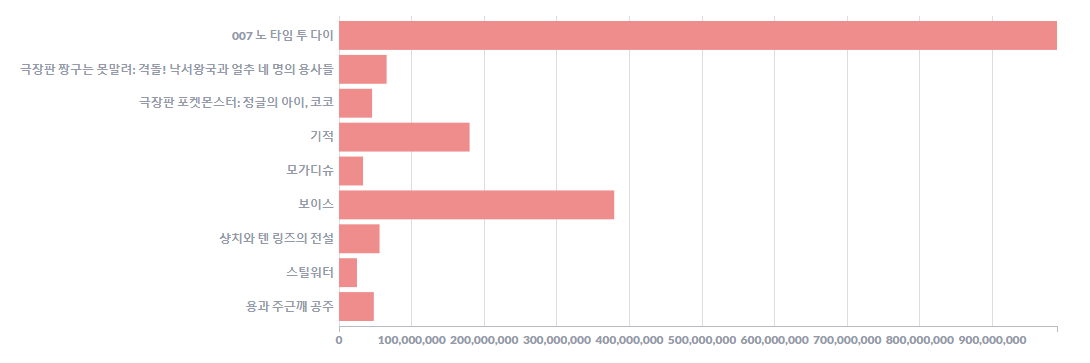 007 노 타임 투 다이
극장판 짱구는 못말려: 격돌! 낙서왕국과 얼추 네 명의 용사들
극장판 포켓몬스터: 정글의 아이, 코코
기적
모가디슈
보이스
샹치와 텐 링즈의 전설
스틸워터
용과 주근깨 공주
0 100,000,000 200,000,000 300,000,000 400,000,000 500,000,000 600,000,000 700,000,000 800,000,000 900,000,000